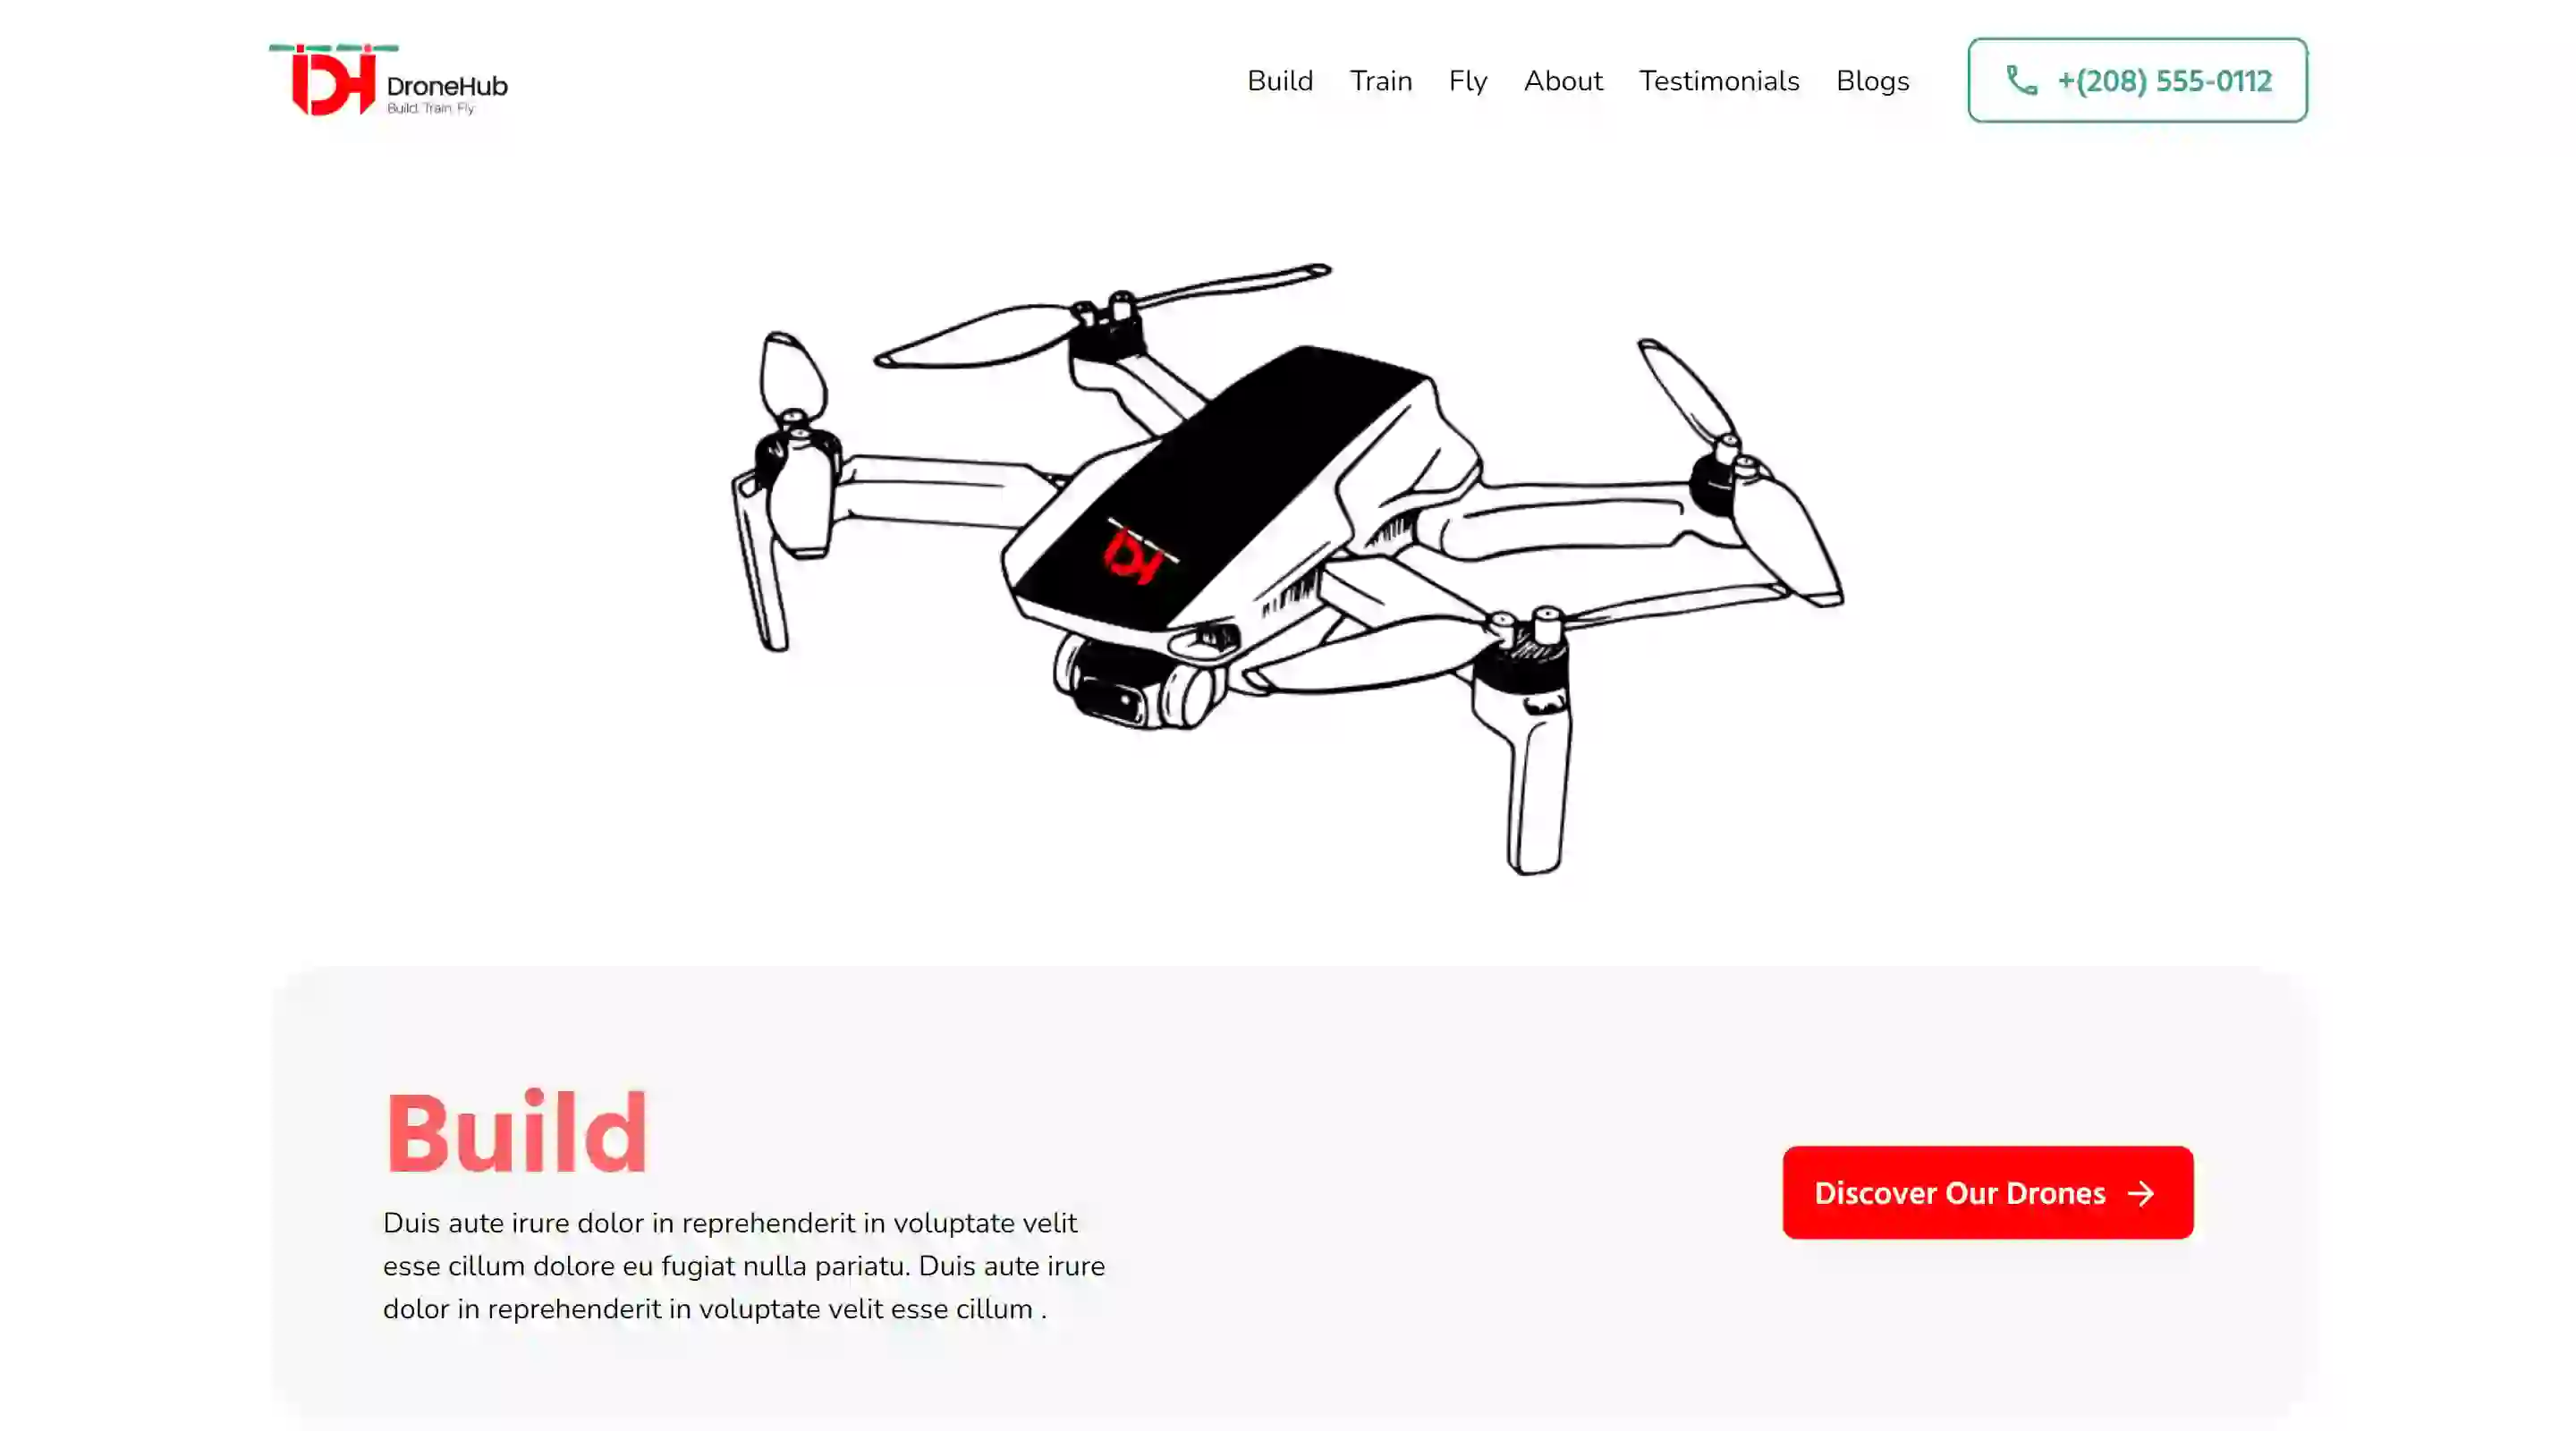 DroneHub
Build. Train. Fly.
Build Train Fly About Testimonials Blogs +(208) 555-0112
DH
Build
Discover Our Drones
Duis aute irure dolor in reprehenderit in voluptate velit
esse cillum dolore eu fugiat nulla pariatu. Duis aute irure
dolor in reprehenderit in voluptate velit esse cillum .